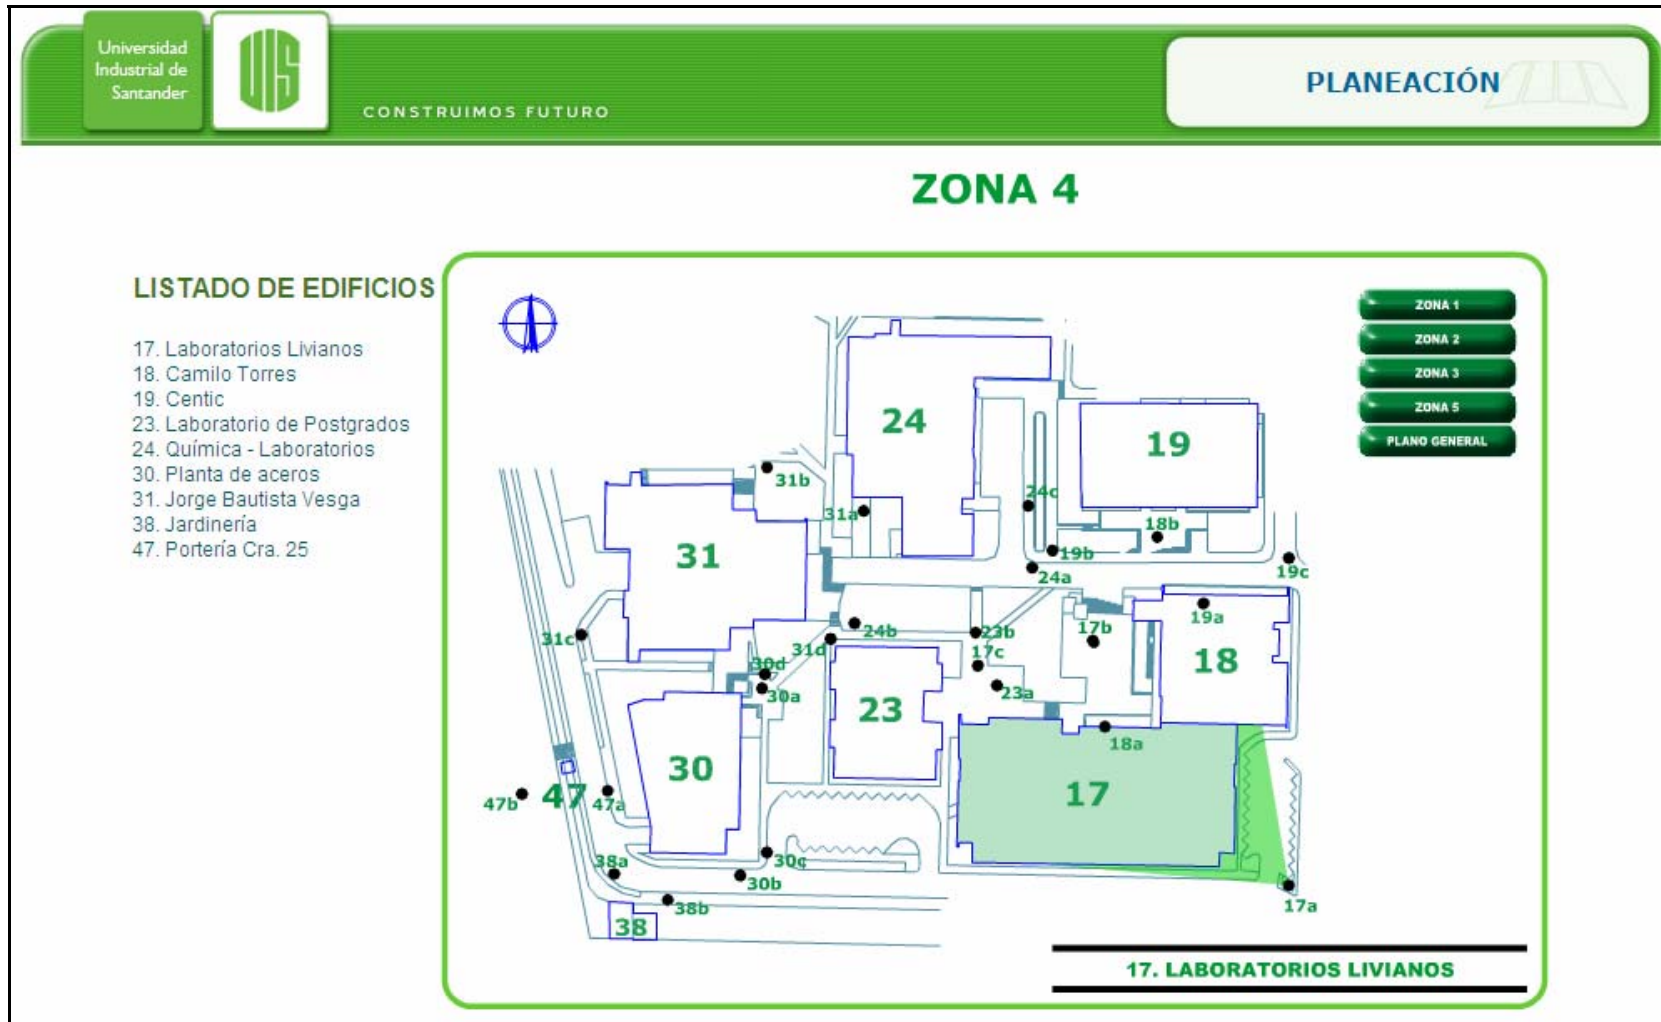 Universidad
Industrial de
Santander
UIS
CONSTRUIMOS FUTURO
PLANEACIÓN
ZONA 4
LISTADO DE EDIFICIOS
17. Laboratorios Livianos
18. Camilo Torres
19. Centic
23. Laboratorio de Postgrados
24. Química - Laboratorios
30. Planta de aceros
31. Jorge Bautista Vesga
38. Jardinería
47. Portería Cra. 25
ZONA 1
ZONA 2
ZONA 3
ZONA 5
PLANO GENERAL
24
19
31b
31a
24c
18b
31
19b
24a
19c
19a
31c
31d
24b
23b
17b
17c
18
30d
30a
23a
23
18a
30
17
47b
47
47a
38a
30c
30b
38b
17a
38
17. LABORATORIOS LIVIANOS